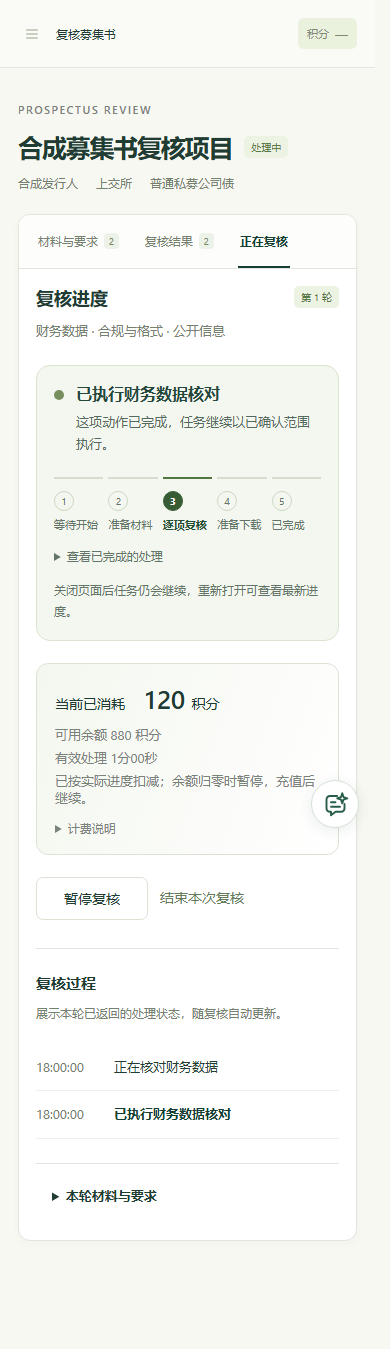 复核募集书
积分 —
PROSPECTUS REVIEW
合成募集书复核项目 处理中
合成发行人 上交所 普通私募公司债
材料与要求 2 复核结果 2 正在复核
复核进度 第 1 轮
财务数据 · 合规与格式 · 公开信息
已执行财务数据核对
这项动作已完成，任务继续以已确认范围
执行。
1 2 3 4 5
等待开始 准备材料 逐项复核 准备下载 已完成
查看已完成的处理
关闭页面后任务仍会继续，重新打开可查看最新进
度。
当前已消耗 120 积分
可用余额 880 积分
有效处理 1分00秒
已按实际进度扣减；余额归零时暂停，充值后
继续。
计费说明
暂停复核 结束本次复核
复核过程
展示本轮已返回的处理状态，随复核自动更新。
18:00:00 正在核对财务数据
18:00:00 已执行财务数据核对
本轮材料与要求